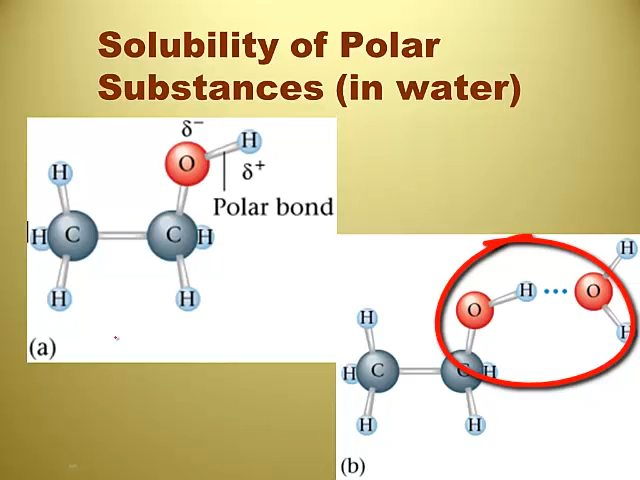 Solubility of Polar
Substances (in water)
δ−
H
O
δ+
H
Polar bond
H C C H
H H
(a)
H
H
O
O
H
H
H C C H
H H
(b)